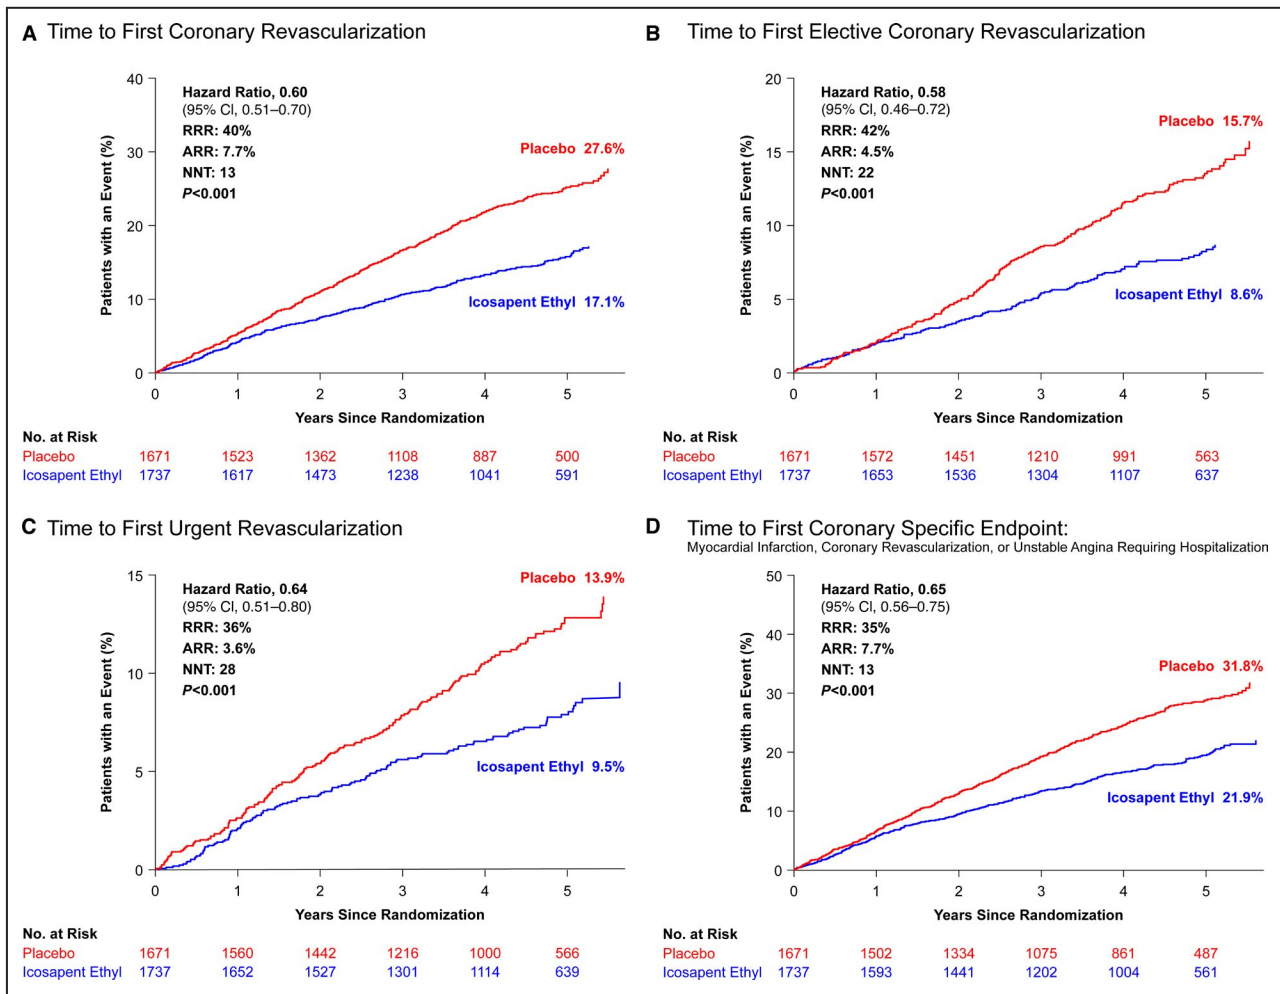 A Time to First Coronary Revascularization
Patients with an Event (%)
40
30
20
10
0
Hazard Ratio, 0.60
(95% CI, 0.51–0.70)
RRR: 40%
ARR: 7.7%
NNT: 13
P<0.001
Placebo 27.6%
Icosapent Ethyl 17.1%
0 1 2 3 4 5
Years Since Randomization
No. at Risk
Placebo 1671 1523 1362 1108 887 500
Icosapent Ethyl 1737 1617 1473 1238 1041 591
B Time to First Elective Coronary Revascularization
Patients with an Event (%)
20
15
10
5
0
Hazard Ratio, 0.58
(95% CI, 0.46–0.72)
RRR: 42%
ARR: 4.5%
NNT: 22
P<0.001
Placebo 15.7%
Icosapent Ethyl 8.6%
0 1 2 3 4 5
Years Since Randomization
No. at Risk
Placebo 1671 1572 1451 1210 991 563
Icosapent Ethyl 1737 1653 1536 1304 1107 637
C Time to First Urgent Revascularization
Patients with an Event (%)
15
10
5
0
Hazard Ratio, 0.64
(95% CI, 0.51–0.80)
RRR: 36%
ARR: 3.6%
NNT: 28
P<0.001
Placebo 13.9%
Icosapent Ethyl 9.5%
0 1 2 3 4 5
Years Since Randomization
No. at Risk
Placebo 1671 1560 1442 1216 1000 566
Icosapent Ethyl 1737 1652 1527 1301 1114 639
D Time to First Coronary Specific Endpoint:
Myocardial Infarction, Coronary Revascularization, or Unstable Angina Requiring Hospitalization
Patients with an Event (%)
50
40
30
20
10
0
Hazard Ratio, 0.65
(95% CI, 0.56–0.75)
RRR: 35%
ARR: 7.7%
NNT: 13
P<0.001
Placebo 31.8%
Icosapent Ethyl 21.9%
0 1 2 3 4 5
Years Since Randomization
No. at Risk
Placebo 1671 1502 1334 1075 861 487
Icosapent Ethyl 1737 1593 1441 1202 1004 561